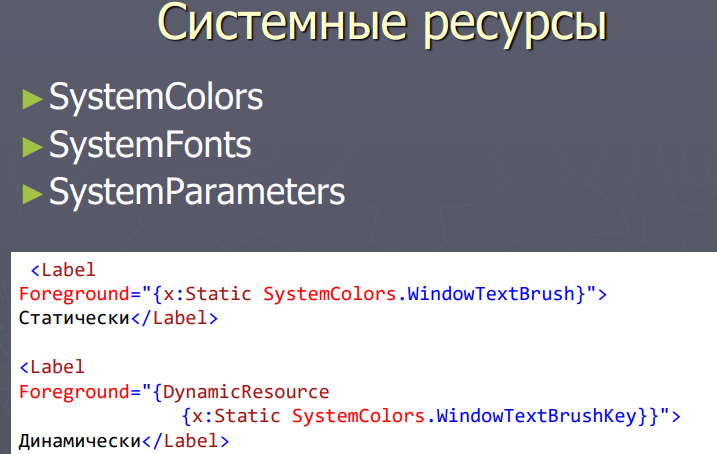 Системные ресурсы
►SystemColors
►SystemFonts
►SystemParameters
<Label
Foreground="{x:Static SystemColors.WindowTextBrush}">
Статически</Label>
<Label
Foreground="{DynamicResource
{x:Static SystemColors.WindowTextBrushKey}}">
Динамически</Label>